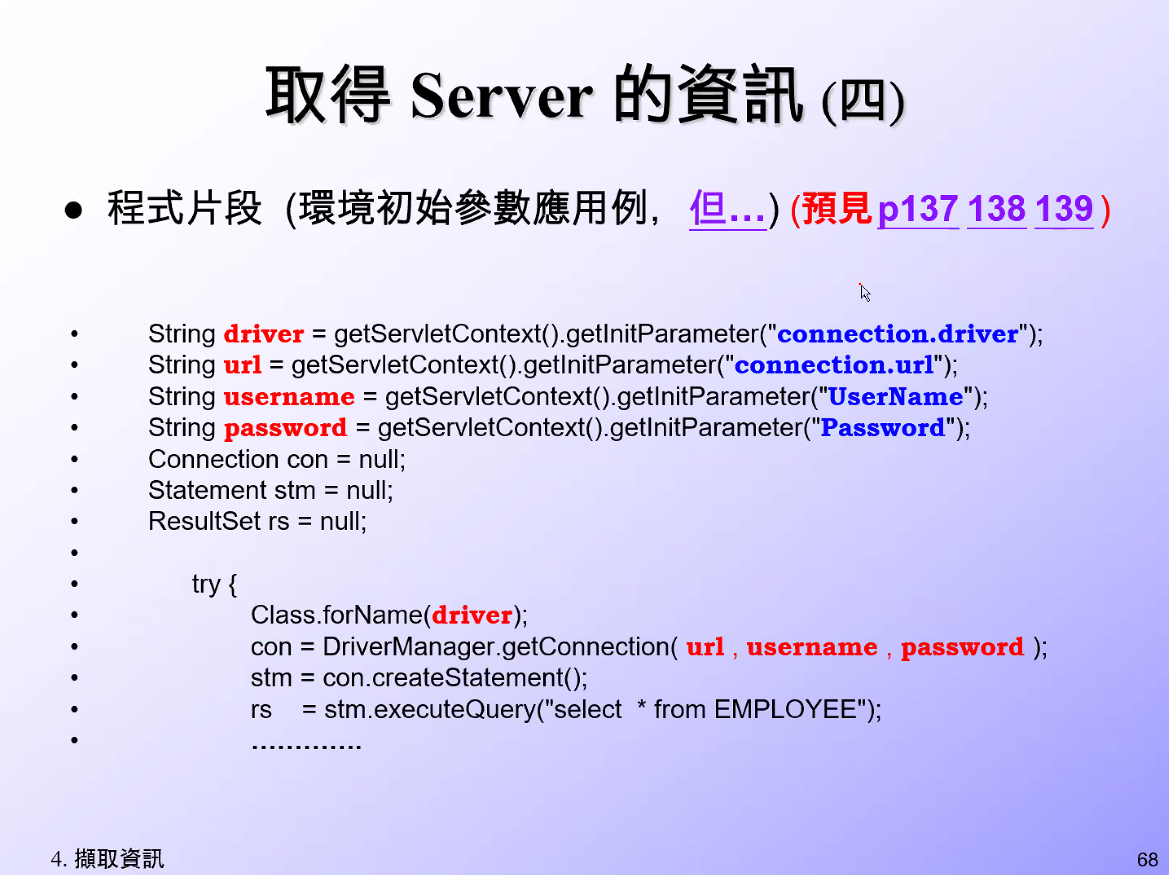 取得 Server 的資訊 (四)
● 程式片段 (環境初始參數應用例, 但…) (預見p137 138 139 )
• String driver = getServletContext().getInitParameter("connection.driver");
• String url = getServletContext().getInitParameter("connection.url");
• String username = getServletContext().getInitParameter("UserName");
• String password = getServletContext().getInitParameter("Password");
• Connection con = null;
• Statement stm = null;
• ResultSet rs = null;
•
• try {
• Class.forName(driver);
• con = DriverManager.getConnection( url , username , password );
• stm = con.createStatement();
• rs = stm.executeQuery("select * from EMPLOYEE");
• ………….
4. 擷取資訊
68